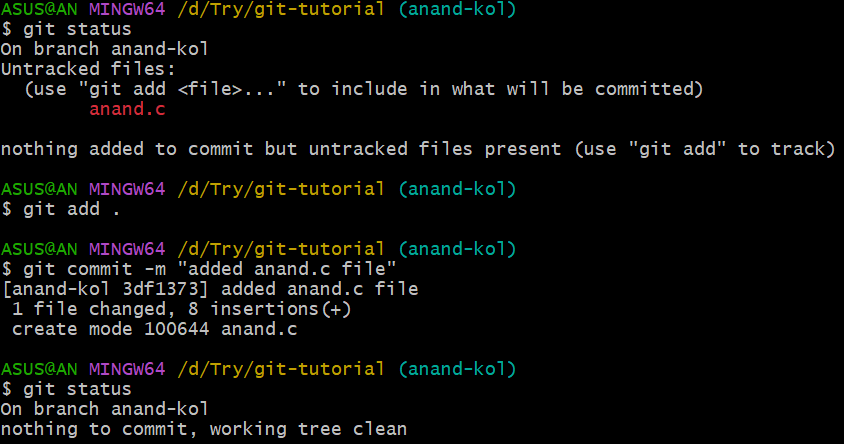 ASUS@AN MINGW64 /d/Try/git-tutorial (anand-kol)
$ git status
On branch anand-kol
Untracked files:
  (use "git add <file>..." to include in what will be committed)
        anand.c

nothing added to commit but untracked files present (use "git add" to track)

ASUS@AN MINGW64 /d/Try/git-tutorial (anand-kol)
$ git add .

ASUS@AN MINGW64 /d/Try/git-tutorial (anand-kol)
$ git commit -m "added anand.c file"
[anand-kol 3df1373] added anand.c file
 1 file changed, 8 insertions(+)
 create mode 100644 anand.c

ASUS@AN MINGW64 /d/Try/git-tutorial (anand-kol)
$ git status
On branch anand-kol
nothing to commit, working tree clean